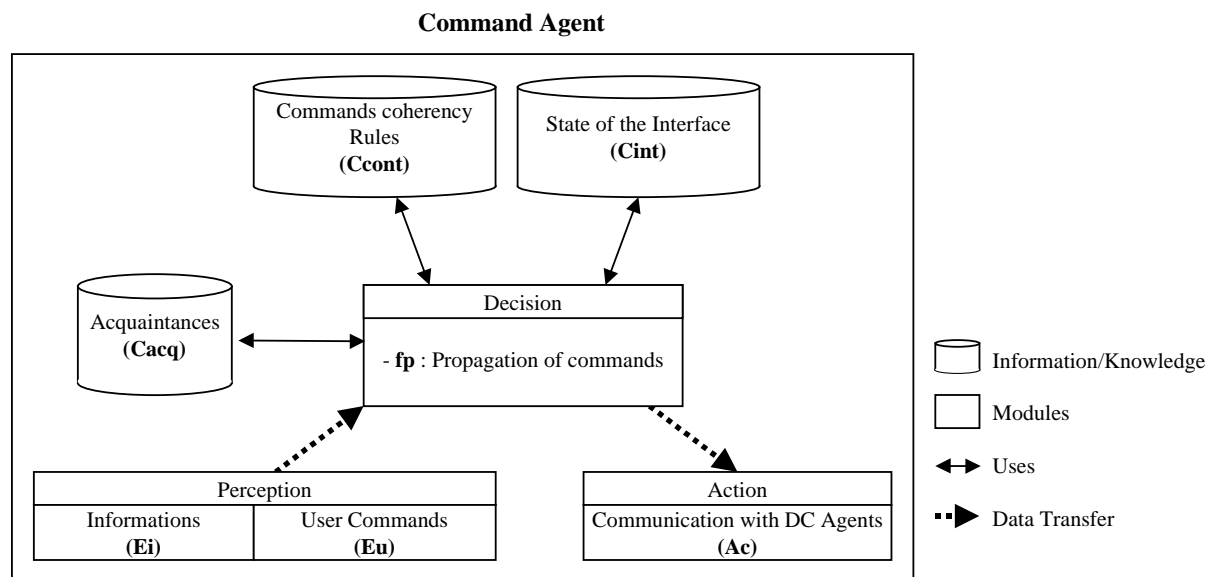 Command Agent
Commands coherency
Rules
(Ccont)
State of the Interface
(Cint)
Acquaintances
(Cacq)
Decision
- fp : Propagation of commands
Perception
Informations
(Ei)
User Commands
(Eu)
Action
Communication with DC Agents
(Ac)
Information/Knowledge
Modules
Uses
Data Transfer